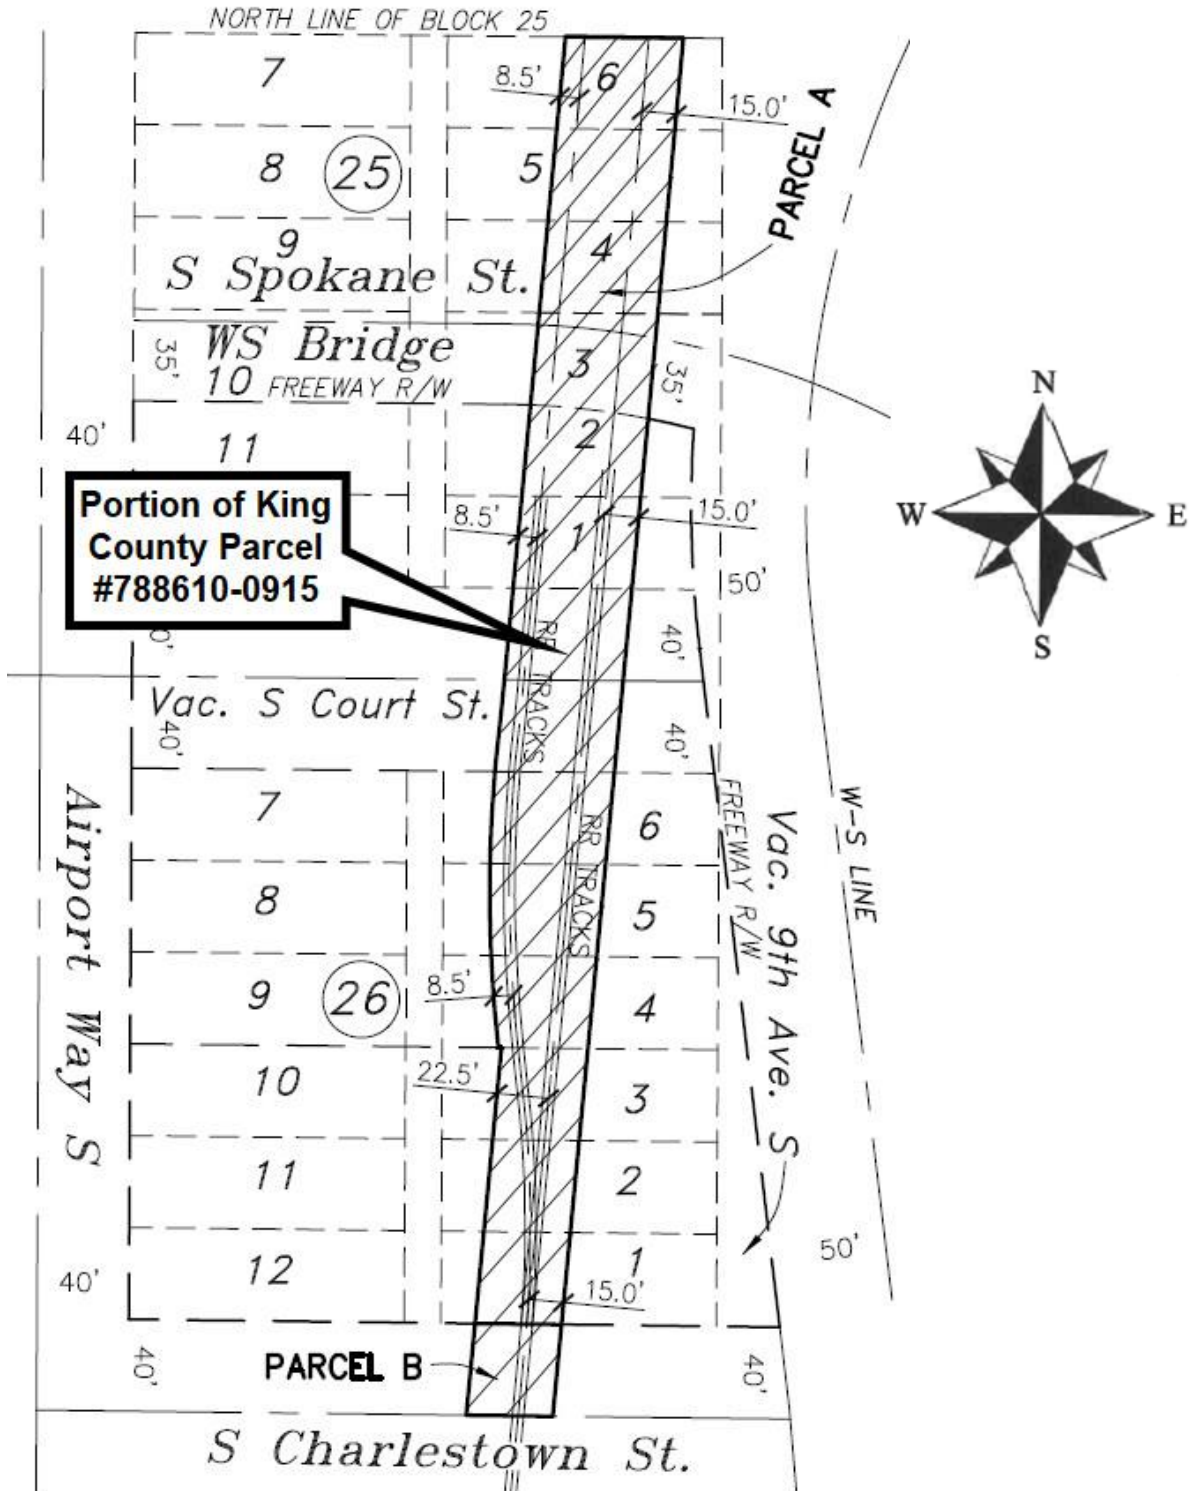 NORTH LINE OF BLOCK 25
7
8.5'
6
15.0'
PARCEL A
8
25
5
9
4
S Spokane St.
WS Bridge
35'
10 FREEWAY R/W
3
35'
40'
11
2
N
W
E
S
Portion of King
County Parcel
#788610-0915
8.5'
1
15.0'
50'
0'
RR TRACKS
40'
Vac. S Court St.
40'
40'
Airport Way S
7
RR TRACKS
6
FREEWAY R/W
Vac. 9th Ave. S
W-S LINE
8
5
9
26
8.5'
4
10
22.5'
3
11
2
40'
12
1
15.0'
50'
40'
PARCEL B
40'
S Charlestown St.